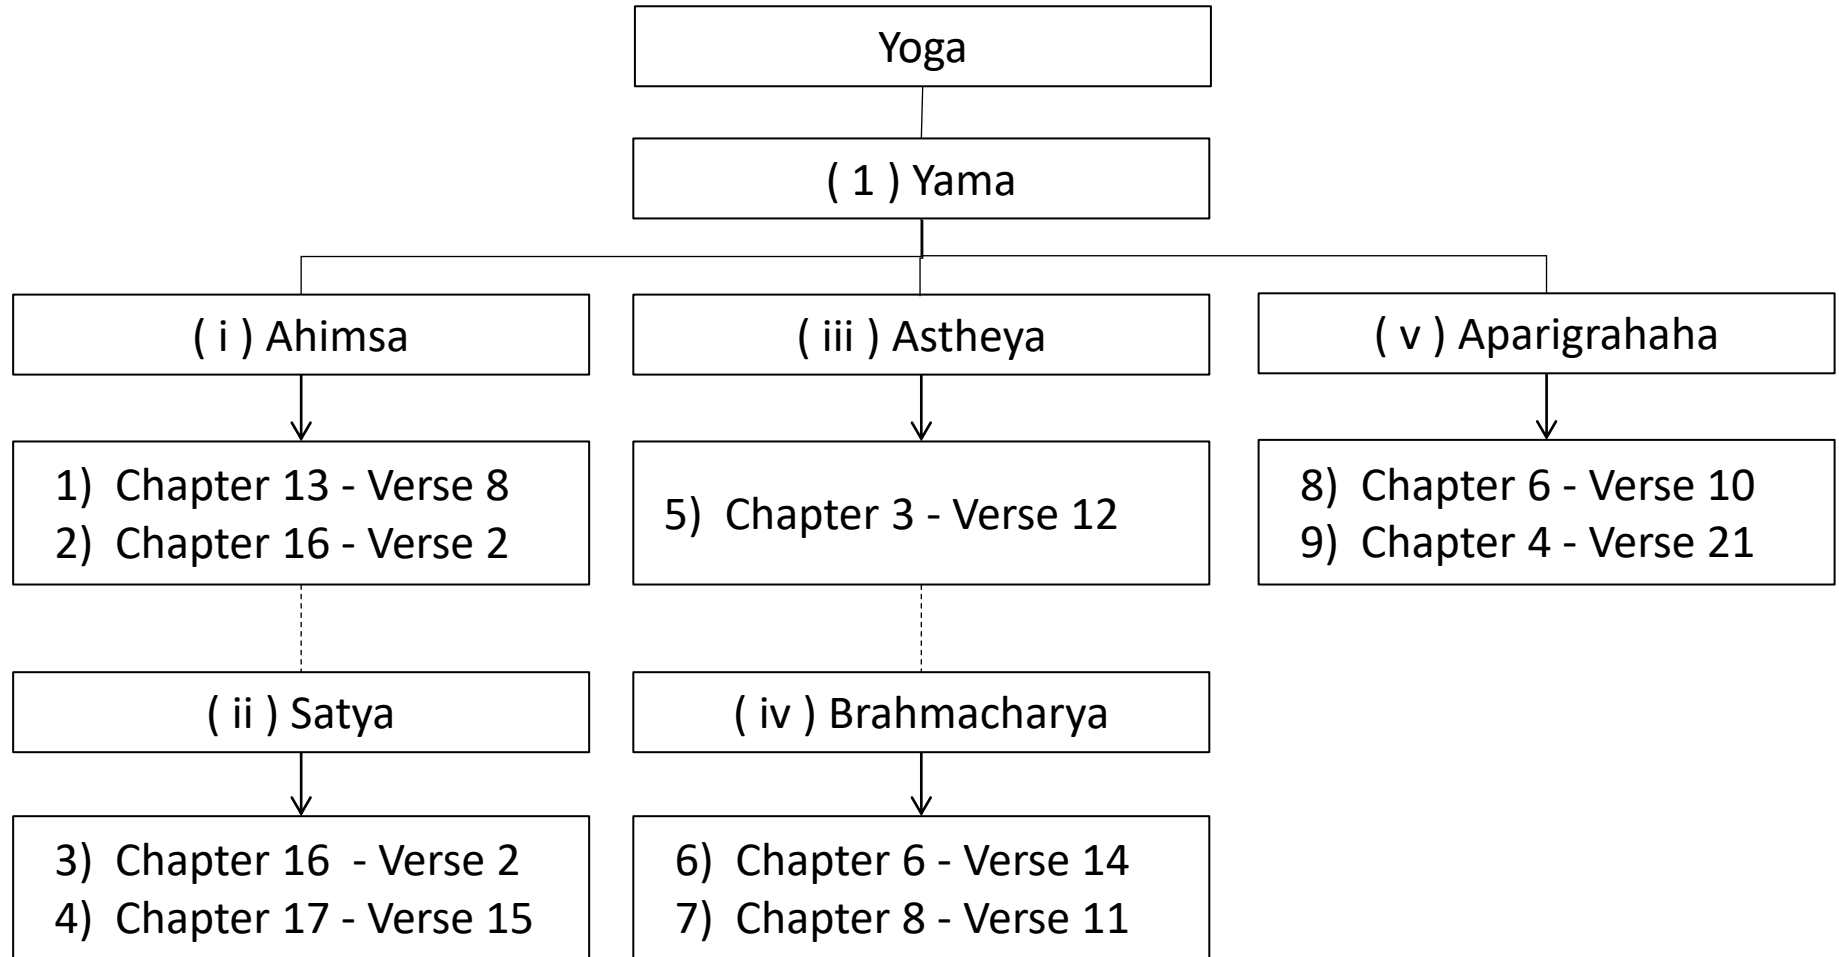 Yoga
( 1 ) Yama
( i ) Ahimsa
( iii ) Astheya
( v ) Aparigrahaha
1) Chapter 13 - Verse 8
2) Chapter 16 - Verse 2
5) Chapter 3 - Verse 12
8) Chapter 6 - Verse 10
9) Chapter 4 - Verse 21
( ii ) Satya
( iv ) Brahmacharya
3) Chapter 16  - Verse 2
4) Chapter 17 - Verse 15
6) Chapter 6 - Verse 14
7) Chapter 8 - Verse 11